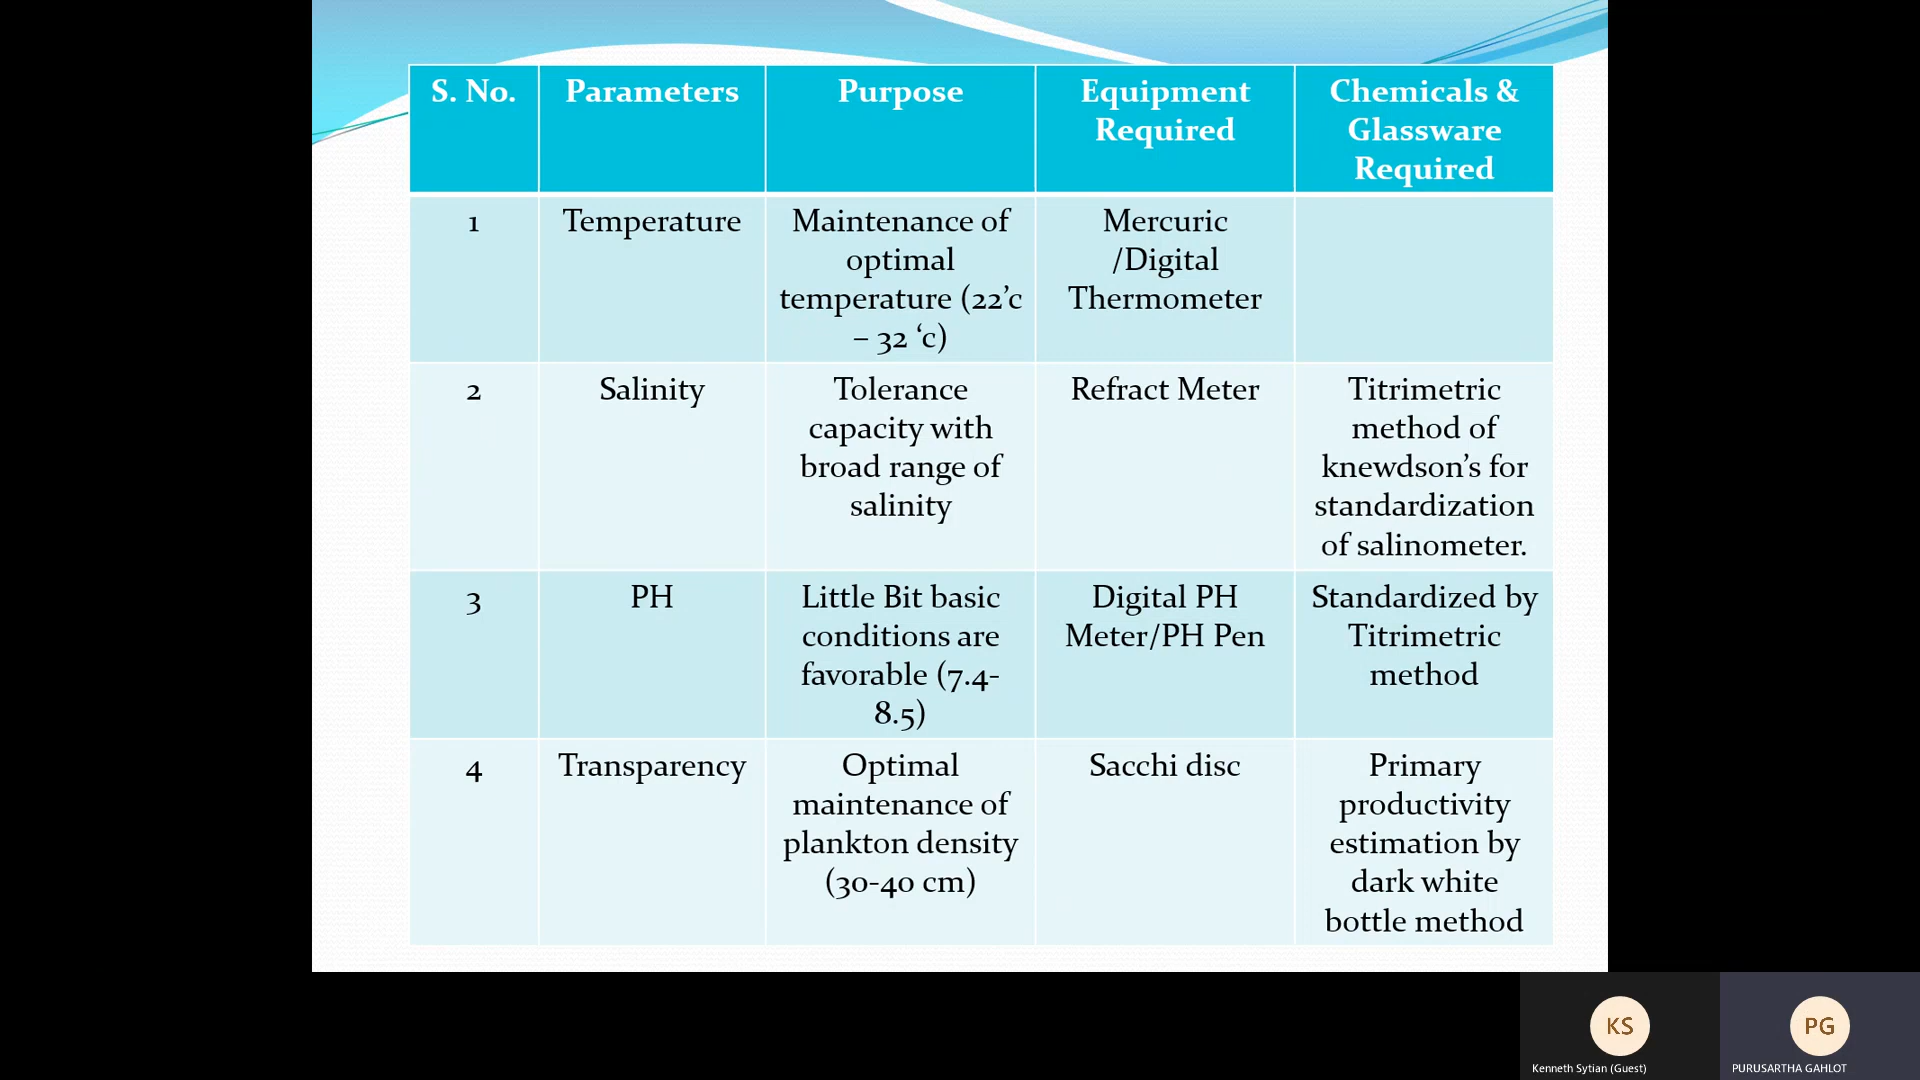 S. No.
Parameters
Purpose
Equipment
Required
Chemicals &
Glassware
Required
1
Temperature
Maintenance of
optimal
temperature (22’c
– 32 ‘c)
Mercuric
/Digital
Thermometer
2
Salinity
Tolerance
capacity with
broad range of
salinity
Refract Meter
Titrimetric
method of
knewdson’s for
standardization
of salinometer.
3
PH
Little Bit basic
conditions are
favorable (7.4-
8.5)
Digital PH
Meter/PH Pen
Standardized by
Titrimetric
method
4
Transparency
Optimal
maintenance of
plankton density
(30-40 cm)
Sacchi disc
Primary
productivity
estimation by
dark white
bottle method
KS
Kenneth Sytian (Guest)
PG
PURUSARTHA GAHLOT